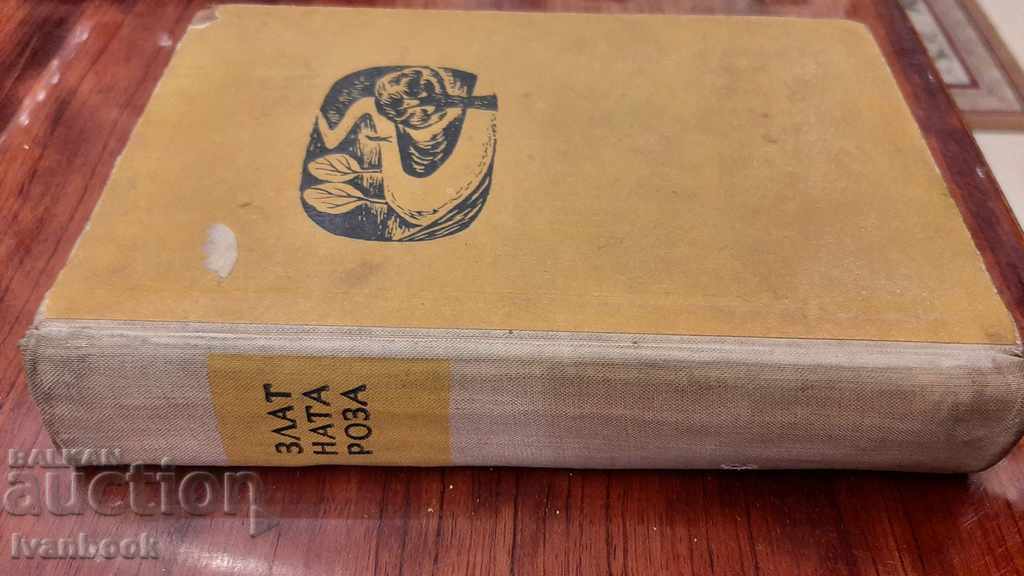 ЗЛАТ
НАТА
РОЗА
BALKAN
auction
Ivanbook